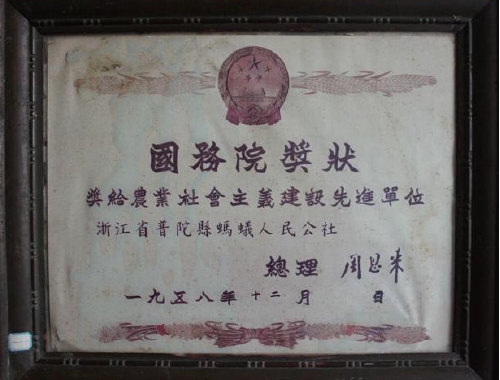 國務院獎狀
獎給農業社會主義建設先進單位
浙江省普陀縣螞蟻人民公社
總理 周恩來
一九五八年 十二月 日